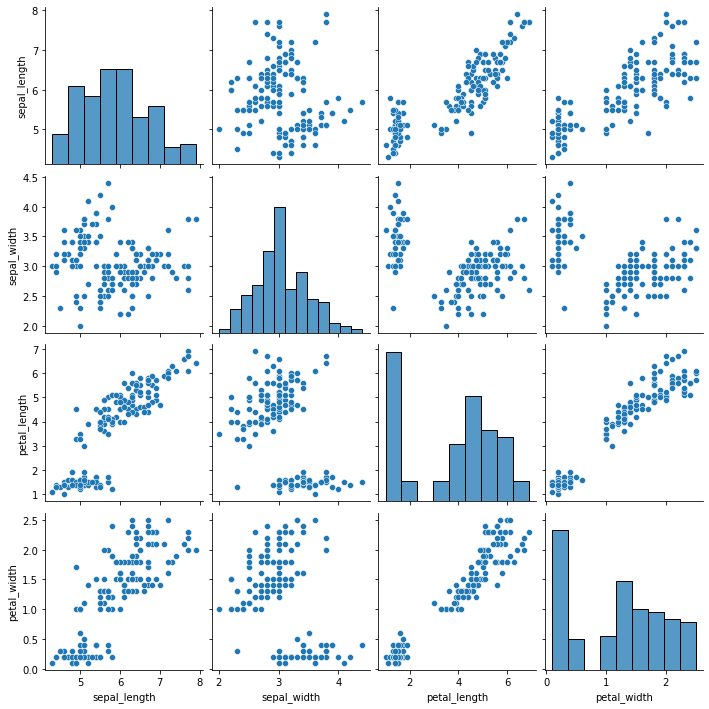 8
7
6
5
sepal_length
4.5
4.0
3.5
3.0
2.5
2.0
sepal_width
7
6
5
4
3
2
1
petal_length
2.5
2.0
1.5
1.0
0.5
0.0
petal_width
5 6 7 8
sepal_length
2 3 4
sepal_width
2 4 6
petal_length
0 1 2
petal_width